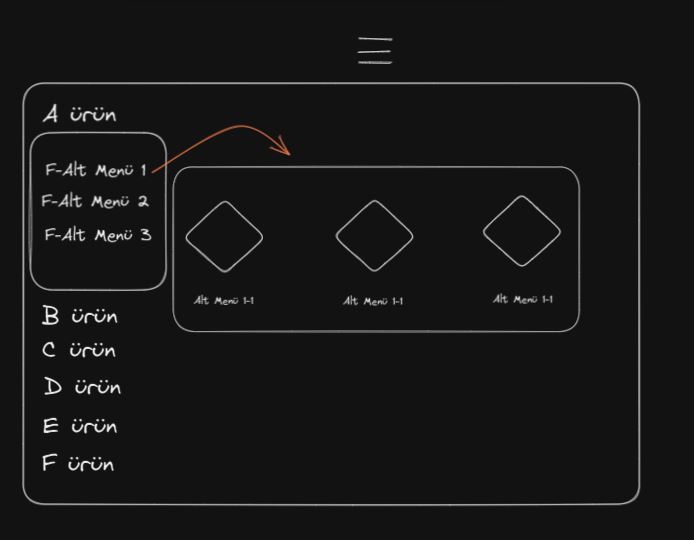 A ürün
F-Alt Menü 1
F-Alt Menü 2
F-Alt Menü 3
Alt Menü 1-1
Alt Menü 1-1
Alt Menü 1-1
B ürün
C ürün
D ürün
E ürün
F ürün